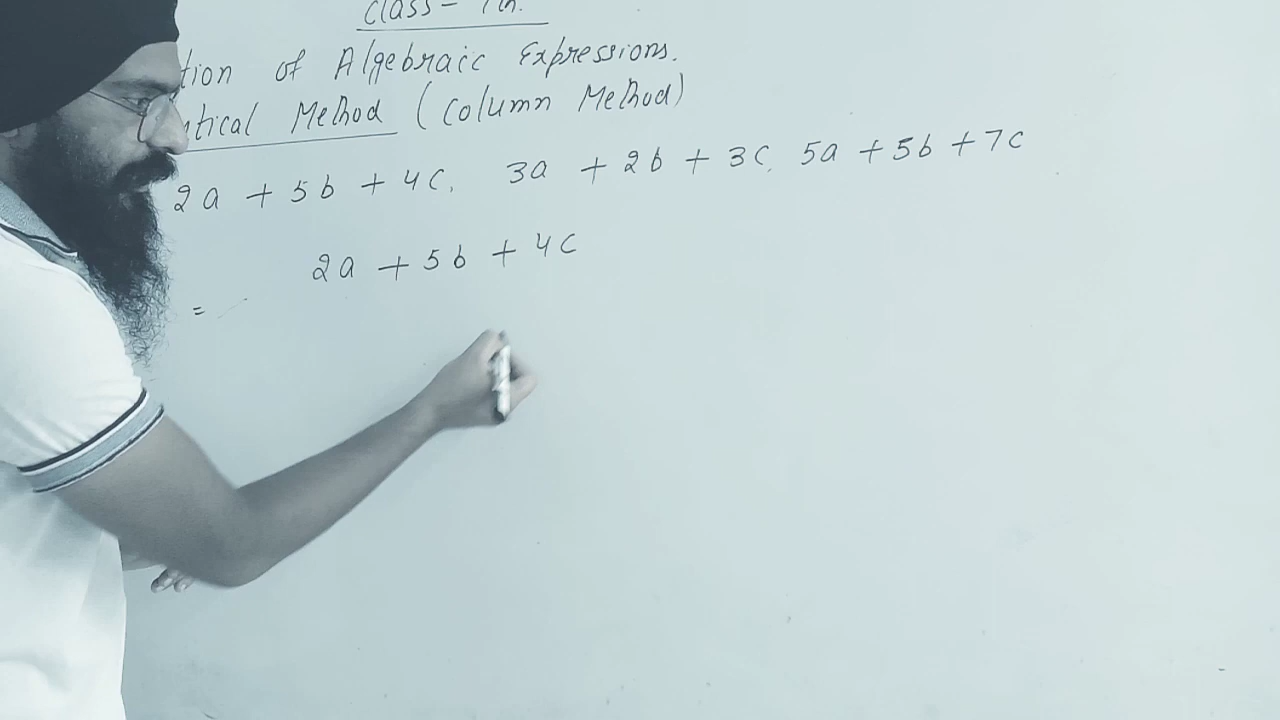 class - 7th.
tion of Algebraic Expressions.
tical Method (Column Method)
2a + 5b + 4c, 3a + 2b + 3c, 5a + 5b + 7c
2a + 5b + 4c
=